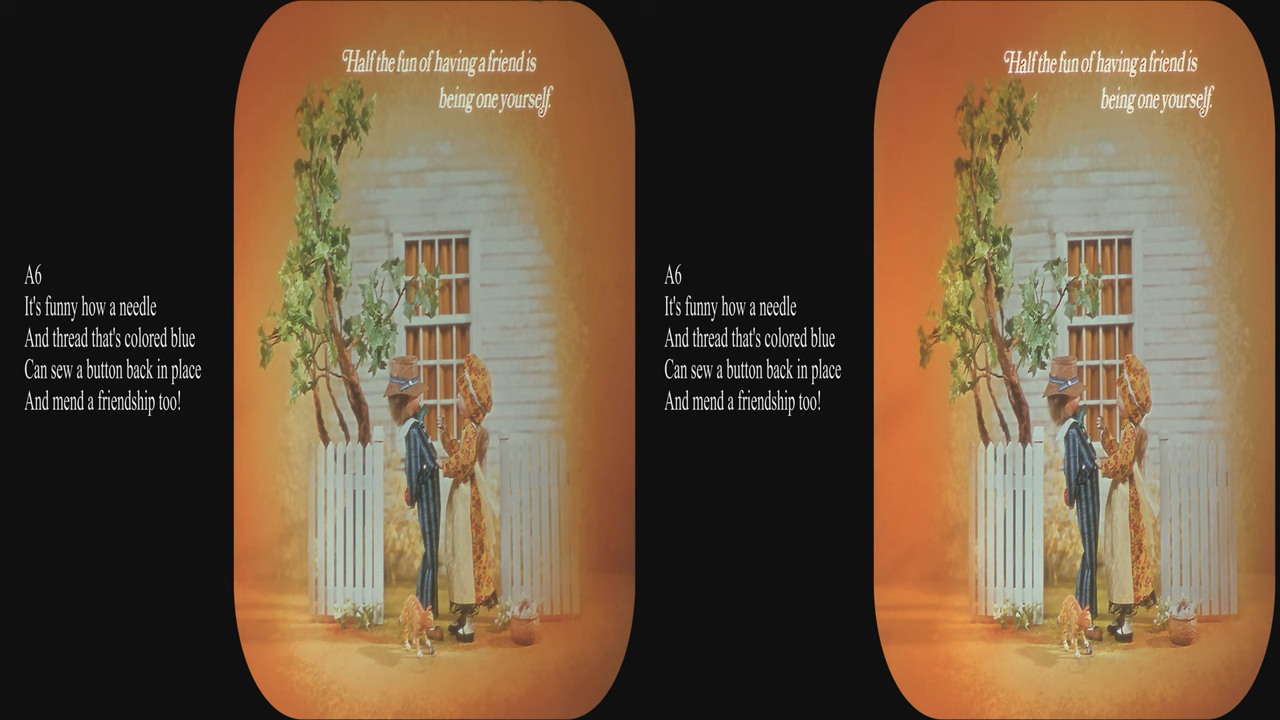 Half the fun of having a friend is
being one yourself.
A6
It's funny how a needle
And thread that's colored blue
Can sew a button back in place
And mend a friendship too!
Half the fun of having a friend is
being one yourself.
A6
It's funny how a needle
And thread that's colored blue
Can sew a button back in place
And mend a friendship too!